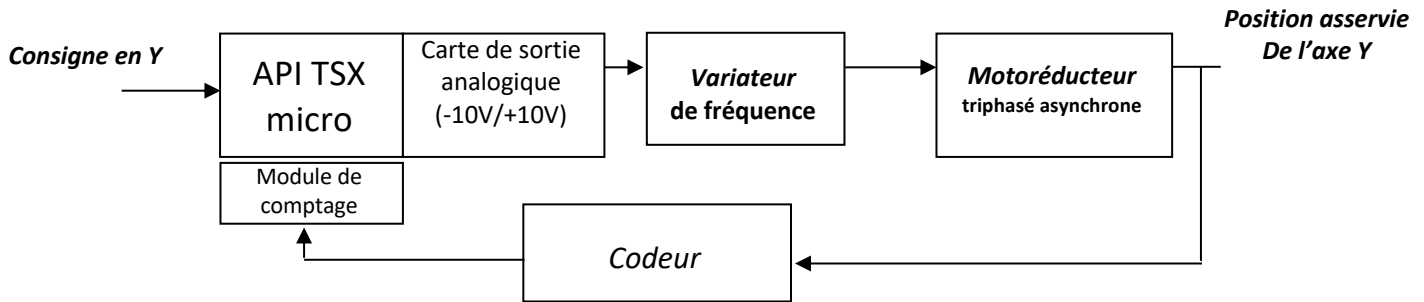 Consigne en Y
API TSX
micro
Carte de sortie
analogique
(-10V/+10V)
Variateur
de fréquence
Motoréducteur
triphasé asynchrone
Position asservie
De l’axe Y
Module de
comptage
Codeur